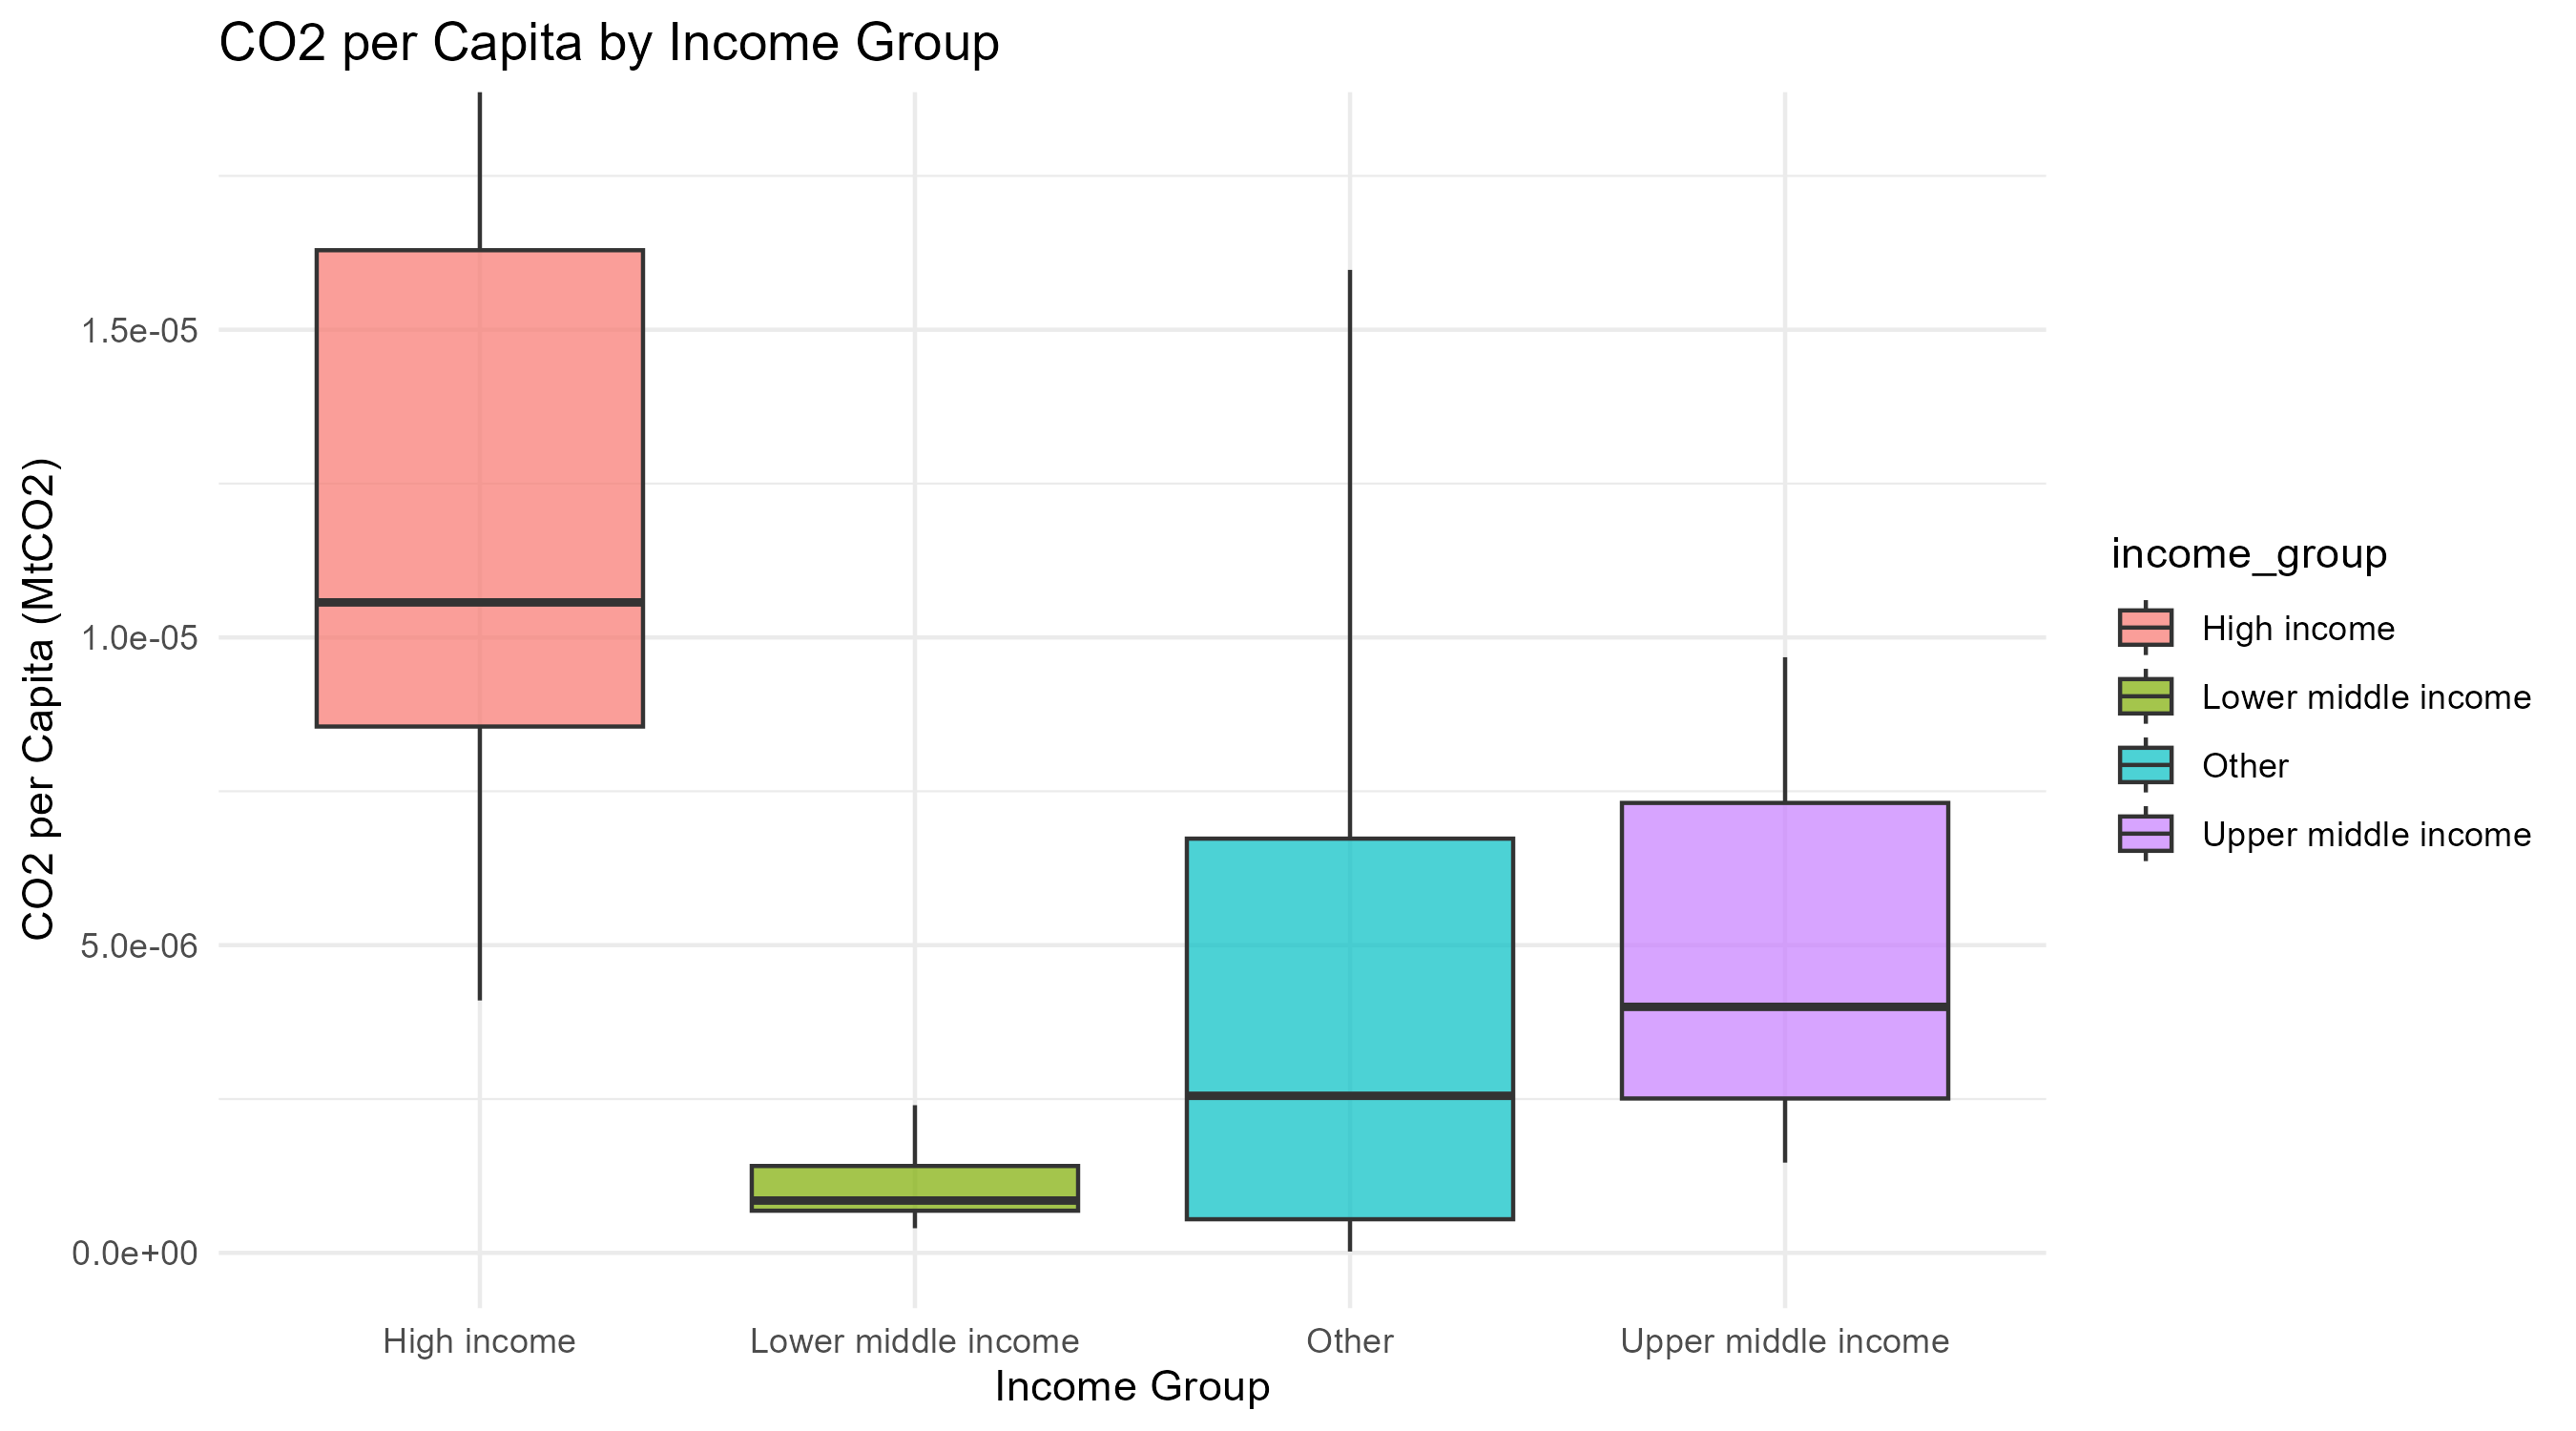 CO2 per Capita by Income Group
CO2 per Capita (MtCO2)
1.5e-05
1.0e-05
5.0e-06
0.0e+00
High income
Lower middle income
Other
Upper middle income
Income Group
income_group
High income
Lower middle income
Other
Upper middle income